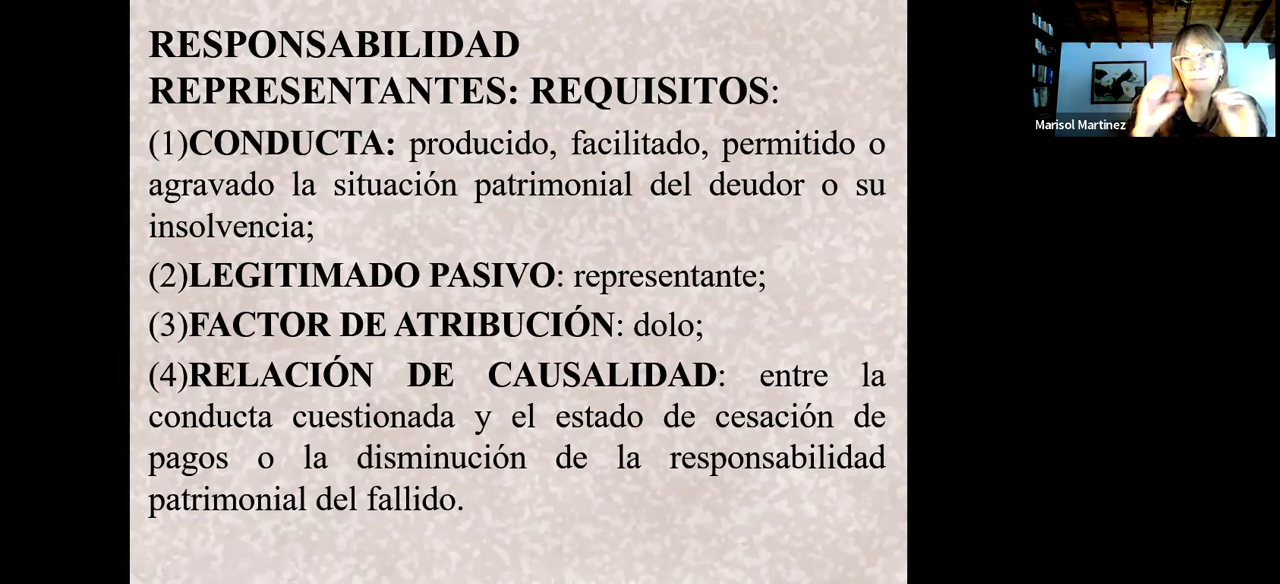 RESPONSABILIDAD
REPRESENTANTES: REQUISITOS:
(1)CONDUCTA: producido, facilitado, permitido o
agravado la situación patrimonial del deudor o su
insolvencia;
(2)LEGITIMADO PASIVO: representante;
(3)FACTOR DE ATRIBUCIÓN: dolo;
(4)RELACIÓN DE CAUSALIDAD: entre la
conducta cuestionada y el estado de cesación de
pagos o la disminución de la responsabilidad
patrimonial del fallido.
Marisol Martinez